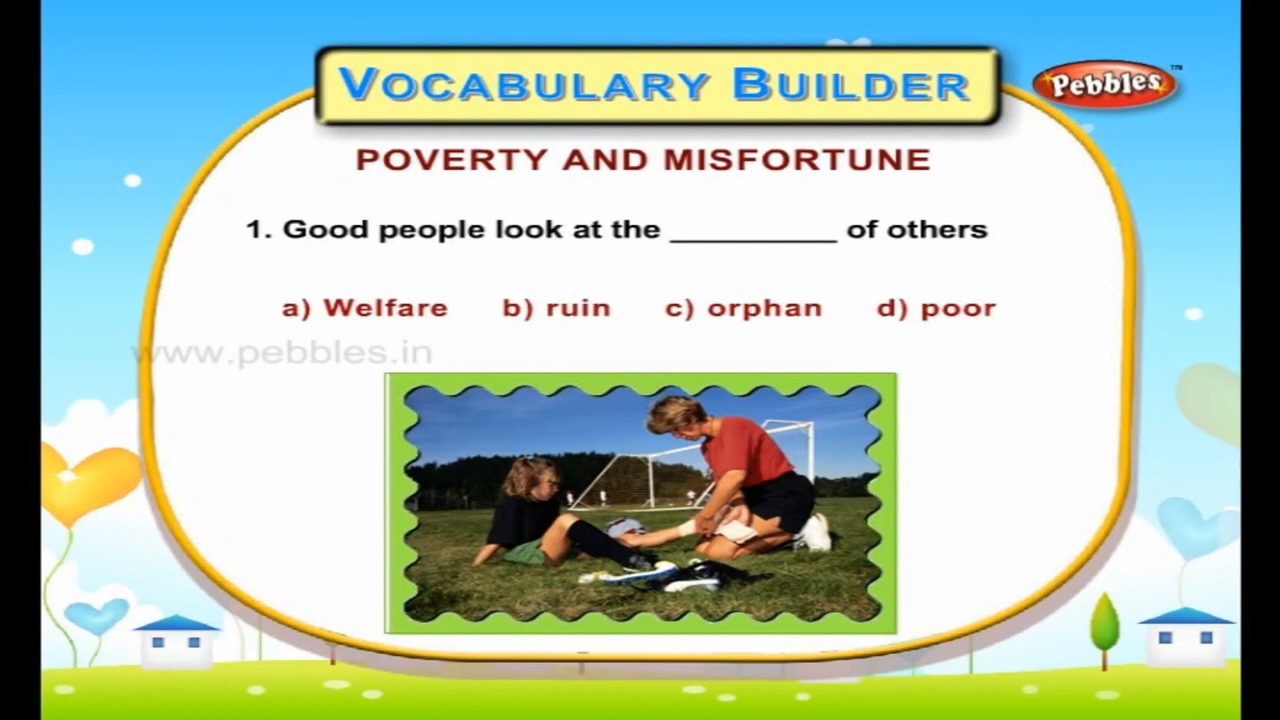 VOCABULARY BUILDER
Pebbles™
POVERTY AND MISFORTUNE
1. Good people look at the __________ of others
a) Welfare b) ruin c) orphan d) poor
www.pebbles.in